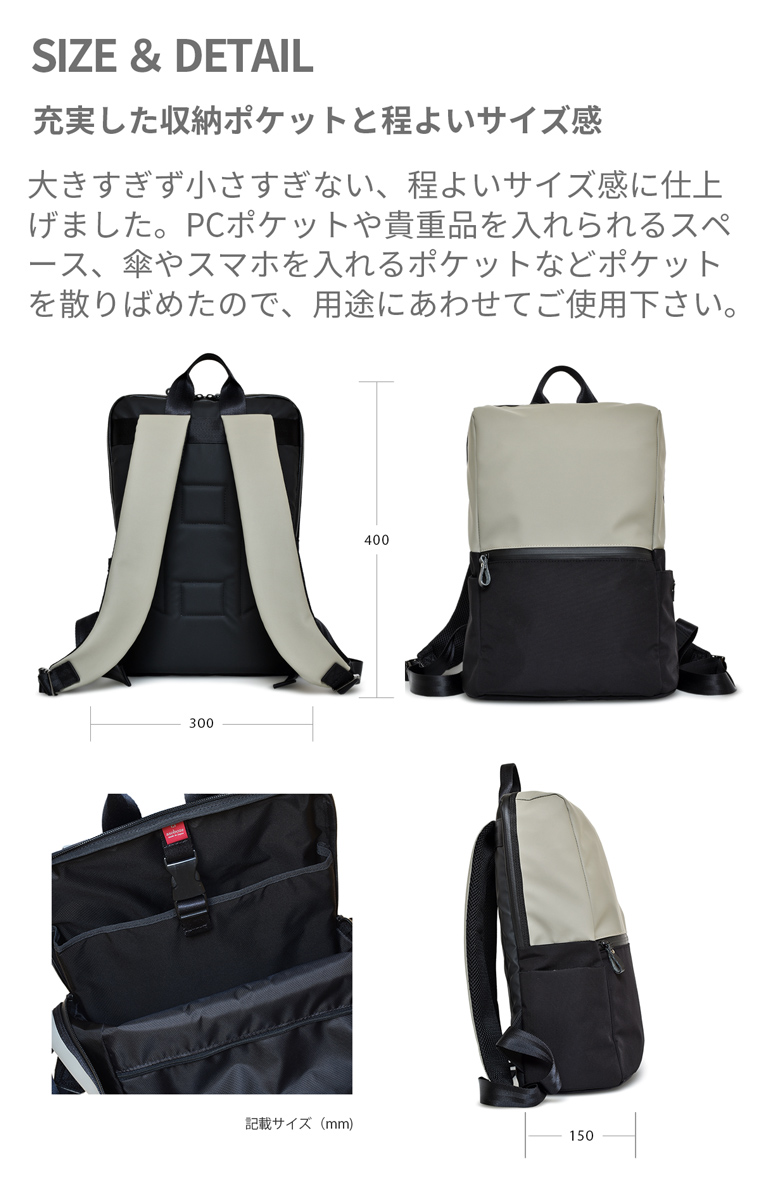 SIZE & DETAIL
充実した収納ポケットと程よいサイズ感
大きすぎず小さすぎない、程よいサイズ感に仕上
げました。PCポケットや貴重品を入れられるスペ
ース、傘やスマホを入れるポケットなどポケット
を散りばめたので、用途にあわせてご使用下さい。
400
300
記載サイズ（mm)
150